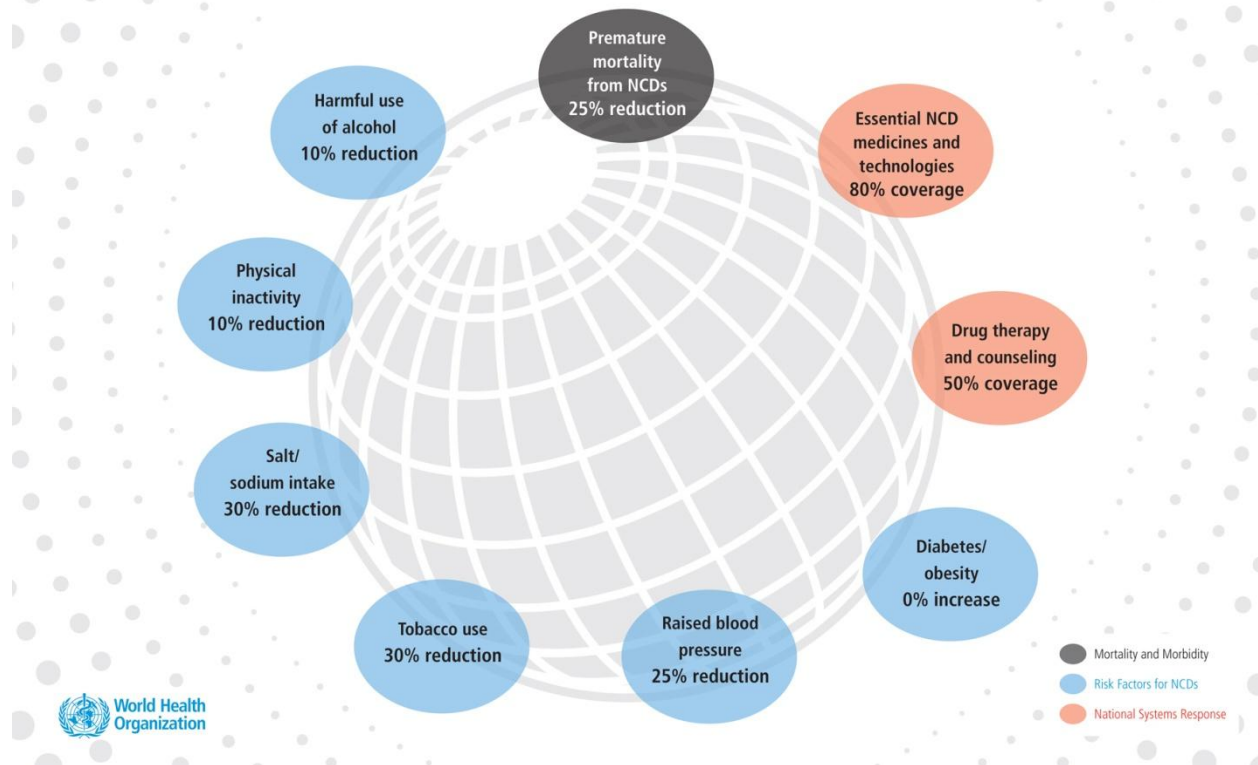 Premature
mortality
from NCDs
25% reduction
Harmful use
of alcohol
10% reduction
Essential NCD
medicines and
technologies
80% coverage
Physical
inactivity
10% reduction
Drug therapy
and counseling
50% coverage
Salt/
sodium intake
30% reduction
Diabetes/
obesity
0% increase
Tobacco use
30% reduction
Raised blood
pressure
25% reduction
Mortality and Morbidity
Risk Factors for NCDs
National Systems Response
World Health
Organization